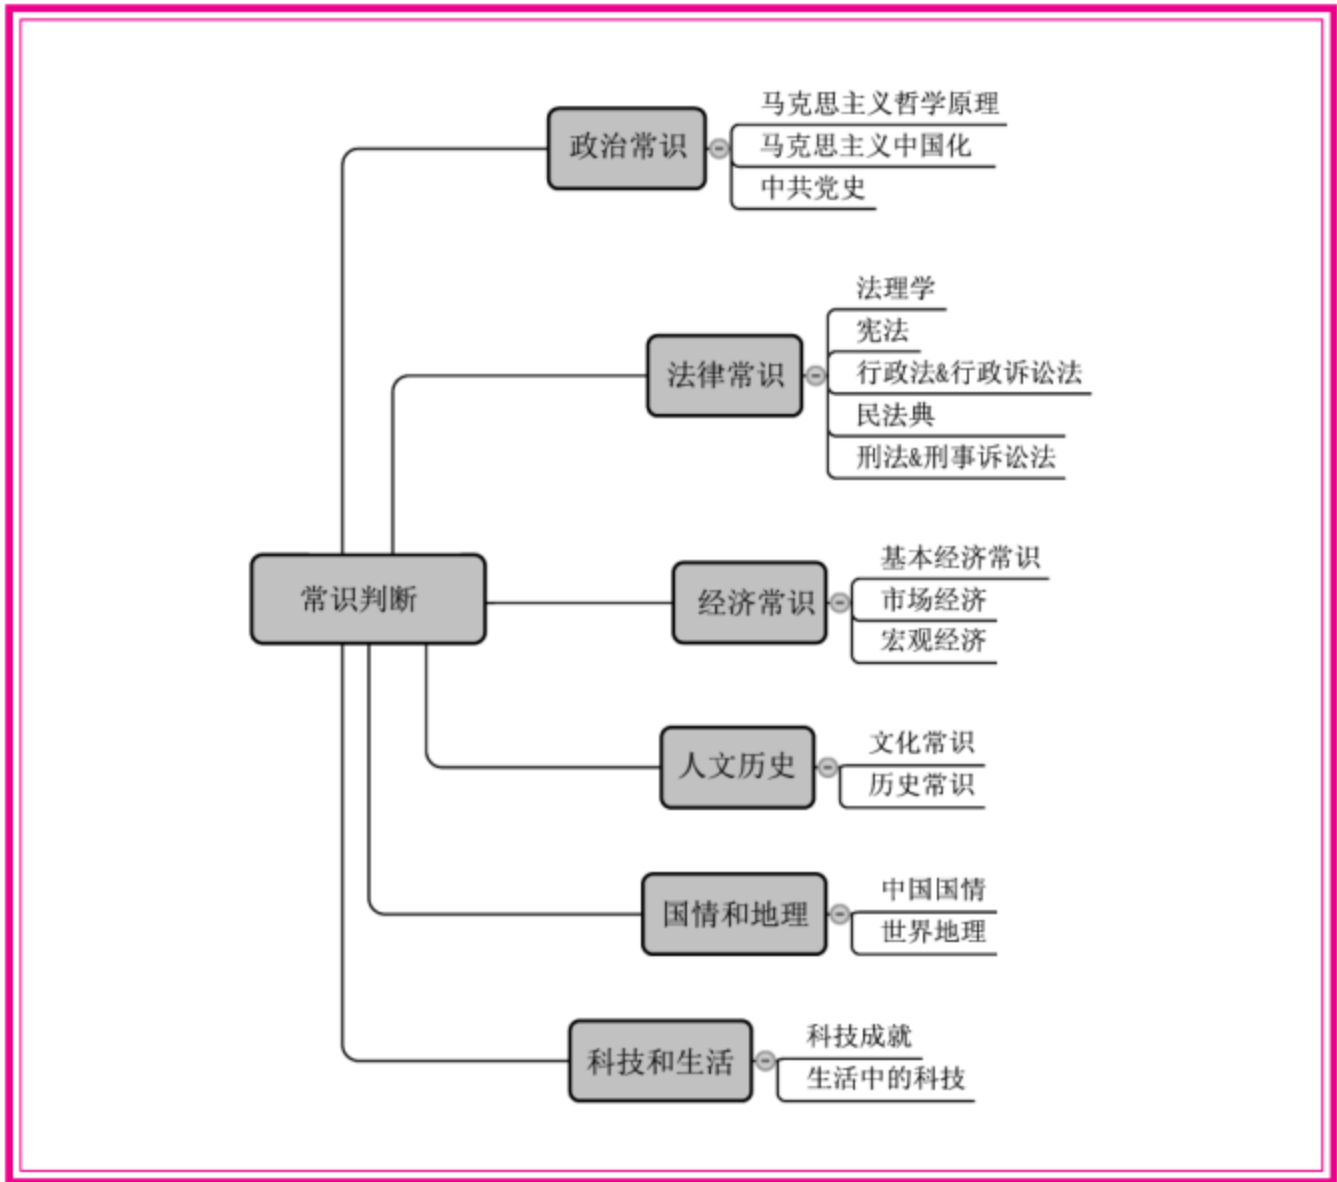 常识判断
政治常识
马克思主义哲学原理
马克思主义中国化
中共党史
法律常识
法理学
宪法
行政法&行政诉讼法
民法典
刑法&刑事诉讼法
经济常识
基本经济常识
市场经济
宏观经济
人文历史
文化常识
历史常识
国情和地理
中国国情
世界地理
科技和生活
科技成就
生活中的科技